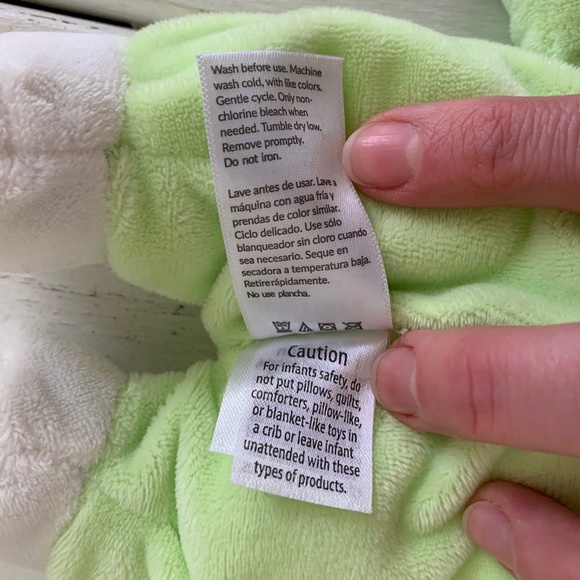 Wash before use. Machine
wash cold, with like colors.
Gentle cycle. Only non-
chlorine bleach when
needed. Tumble dry low.
Remove promptly.
Do not iron.
Lave antes de usar. Lave a
máquina con agua fría y
prendas de color similar.
Ciclo delicado. Use sólo
blanqueador sin cloro cuando
sea necesario. Seque en
secadora a temperatura baja.
Retire rápidamente.
No use plancha.
Caution
For infants safety, do
not put pillows, quilts,
comforters, pillow-like,
or blanket-like toys in
a crib or leave infant
unattended with these
types of products.